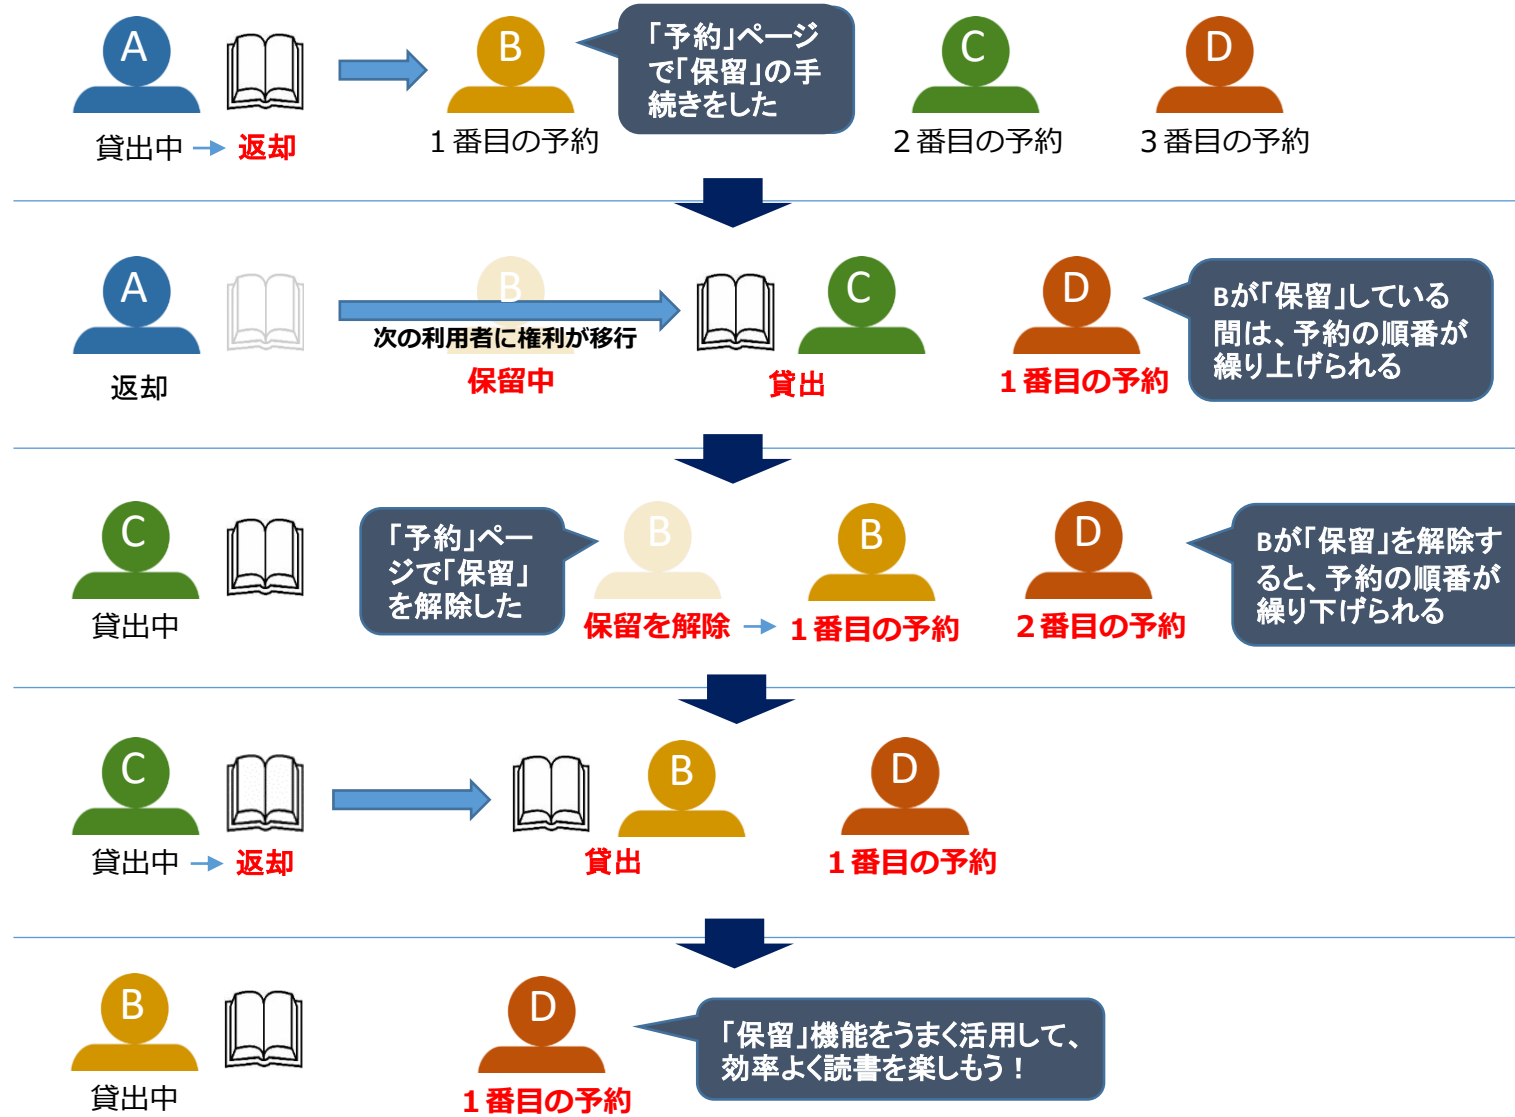 A
B
「予約」ページ
で「保留」の手
続きをした
C
D
貸出中
返却
１番目の予約
２番目の予約
３番目の予約
A
B
次の利用者に権利が移行
C
D
Bが「保留」している
間は、予約の順番が
繰り上げられる
返却
保留中
貸出
１番目の予約
C
「予約」ペー
ジで「保留」
を解除した
B
B
D
Bが「保留」を解除す
ると、予約の順番が
繰り下げられる
貸出中
保留を解除
１番目の予約
２番目の予約
C
B
D
貸出中
返却
貸出
１番目の予約
B
D
「保留」機能をうまく活用して、
効率よく読書を楽しもう！
貸出中
１番目の予約